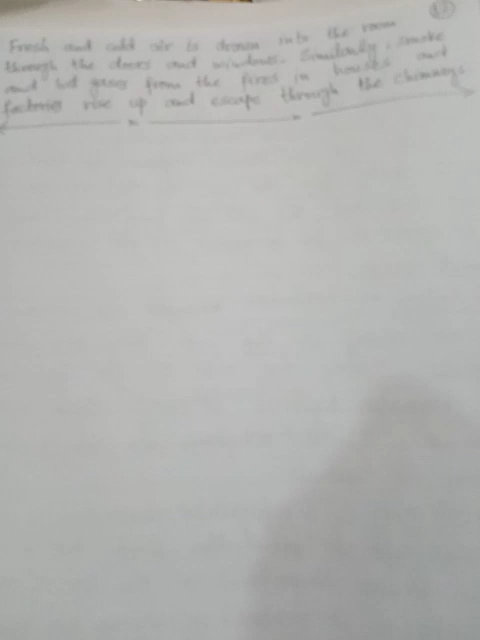 Fresh and cold air is drawn into the room
through the doors and windows. Similarly, smoke
and hot gases from the fires in houses and
factories rise up and escape through the chimneys